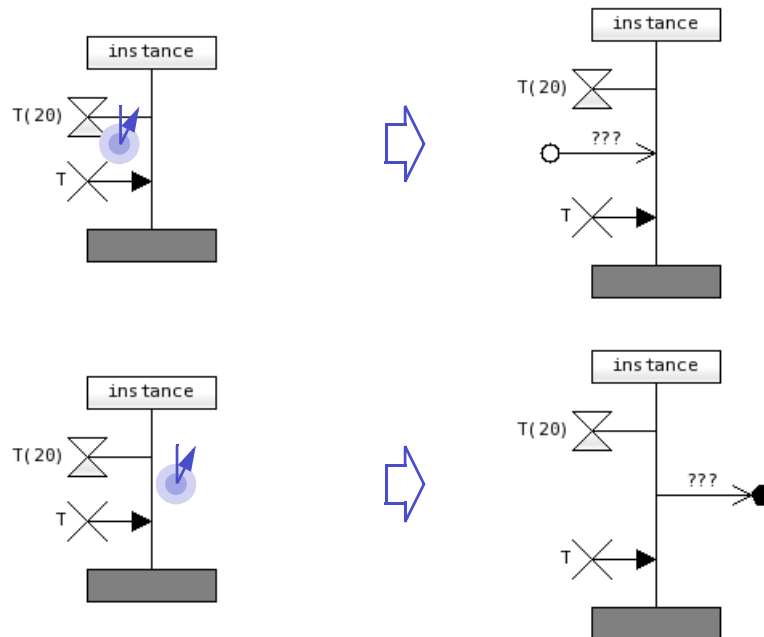 instance
T(20)
T
instance
T(20)
???
T
instance
T(20)
T
instance
T(20)
???
T